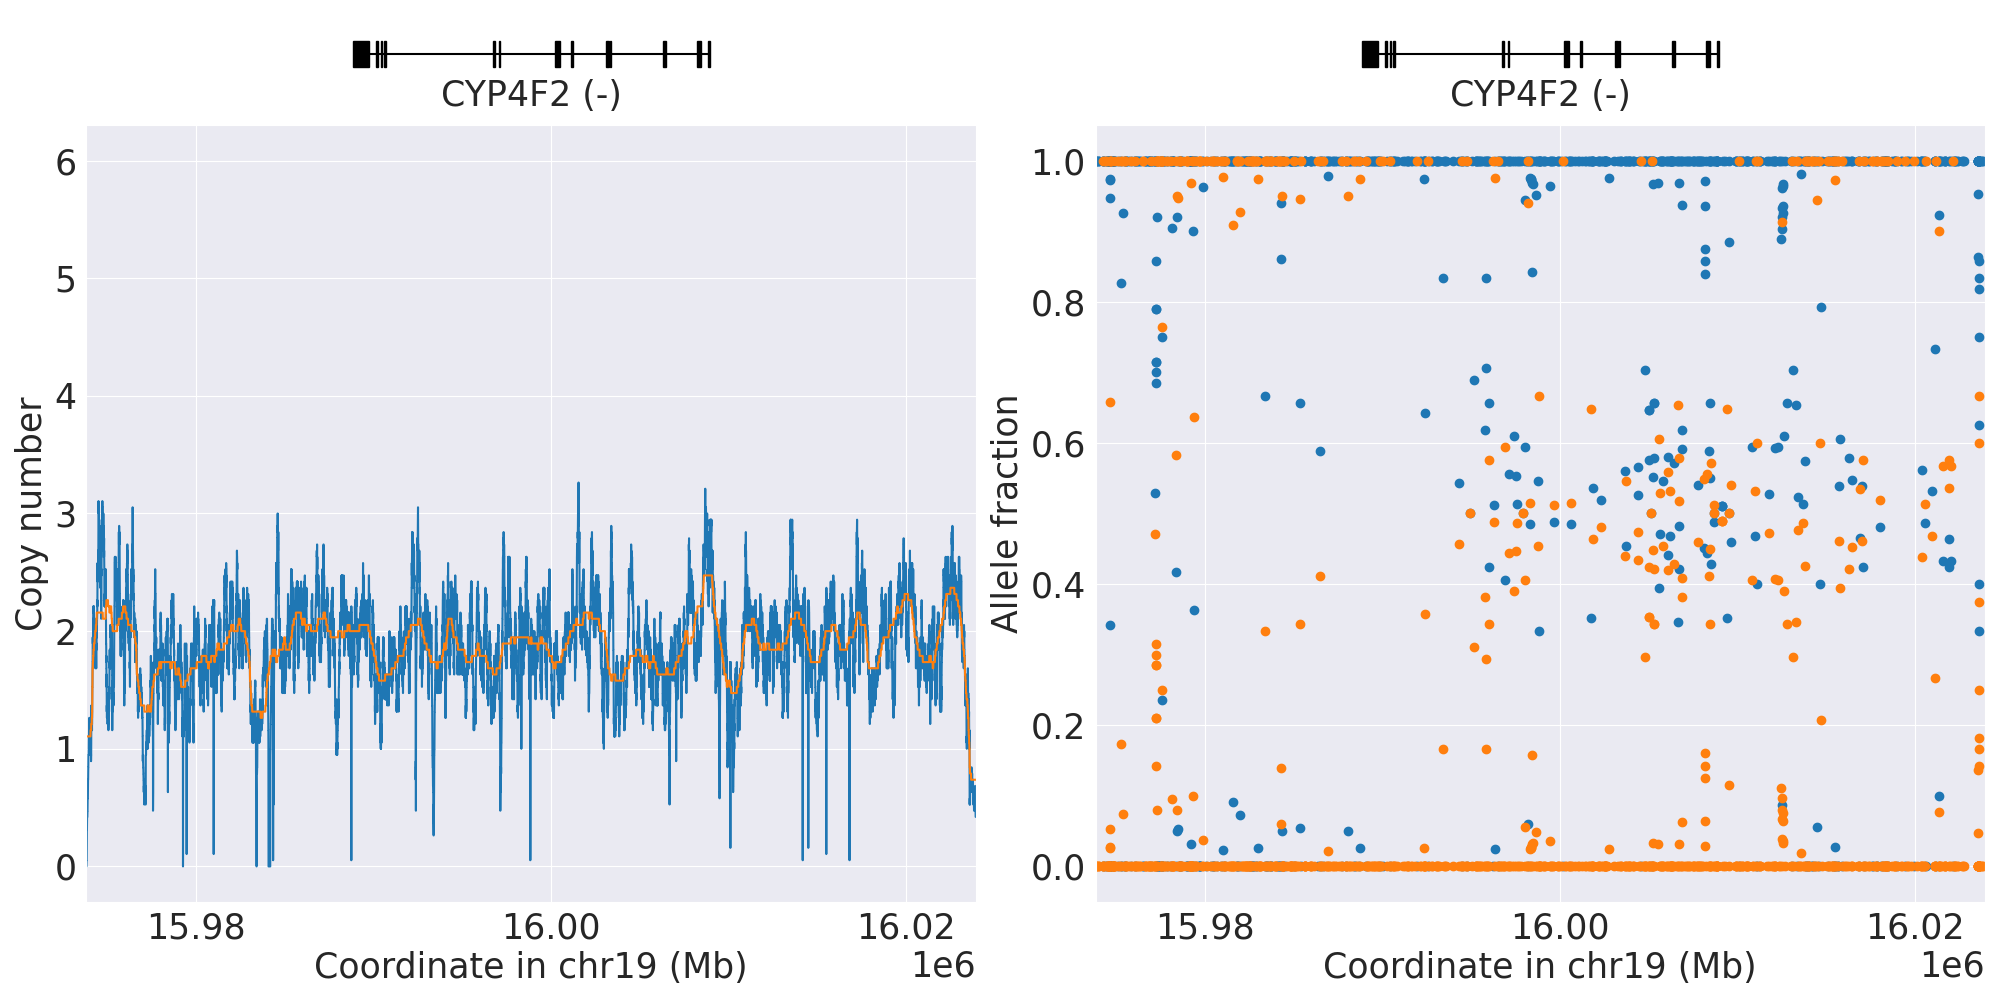 CYP4F2 (-)
6
5
4
3
2
1
0
Copy number
15.98
16.00
16.02
Coordinate in chr19 (Mb)
1e6
CYP4F2 (-)
1.0
0.8
0.6
0.4
0.2
0.0
Allele fraction
15.98
16.00
16.02
Coordinate in chr19 (Mb)
1e6